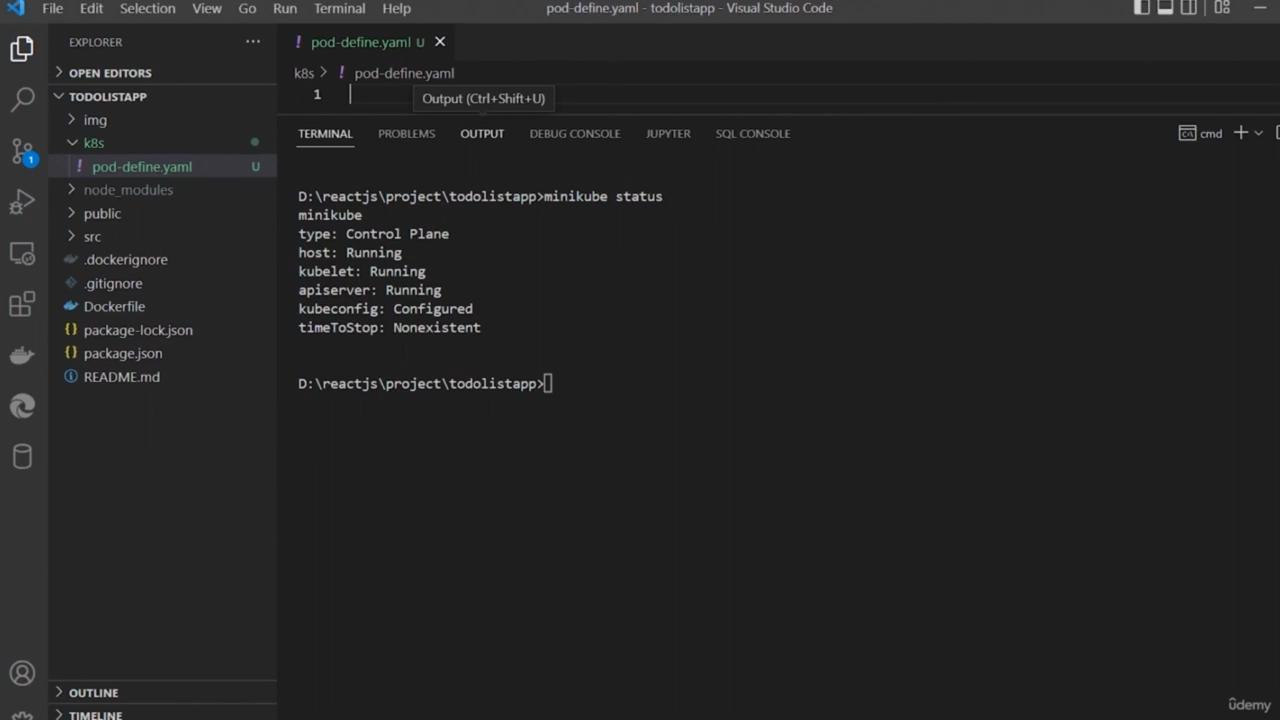 File Edit Selection View Go Run Terminal Help
pod-define.yaml - todolistapp - Visual Studio Code
EXPLORER
OPEN EDITORS
TODOLISTAPP
img
k8s
pod-define.yaml U
node_modules
public
src
.dockerignore
.gitignore
Dockerfile
package-lock.json
package.json
README.md
OUTLINE
TIMELINE
1
pod-define.yaml U
k8s > pod-define.yaml
1
Output (Ctrl+Shift+U)
TERMINAL PROBLEMS OUTPUT DEBUG CONSOLE JUPYTER SQL CONSOLE
cmd
D:\reactjs\project\todolistapp>minikube status
minikube
type: Control Plane
host: Running
kubelet: Running
apiserver: Running
kubeconfig: Configured
timeToStop: Nonexistent
D:\reactjs\project\todolistapp>
ûdemy